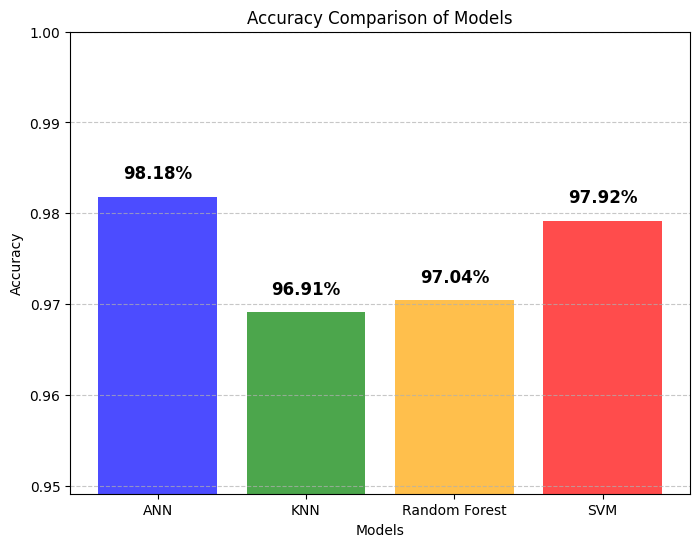 Accuracy Comparison of Models
1.00
0.99
0.98
0.97
0.96
0.95
Accuracy
98.18%
96.91%
97.04%
97.92%
ANN
KNN
Random Forest
SVM
Models